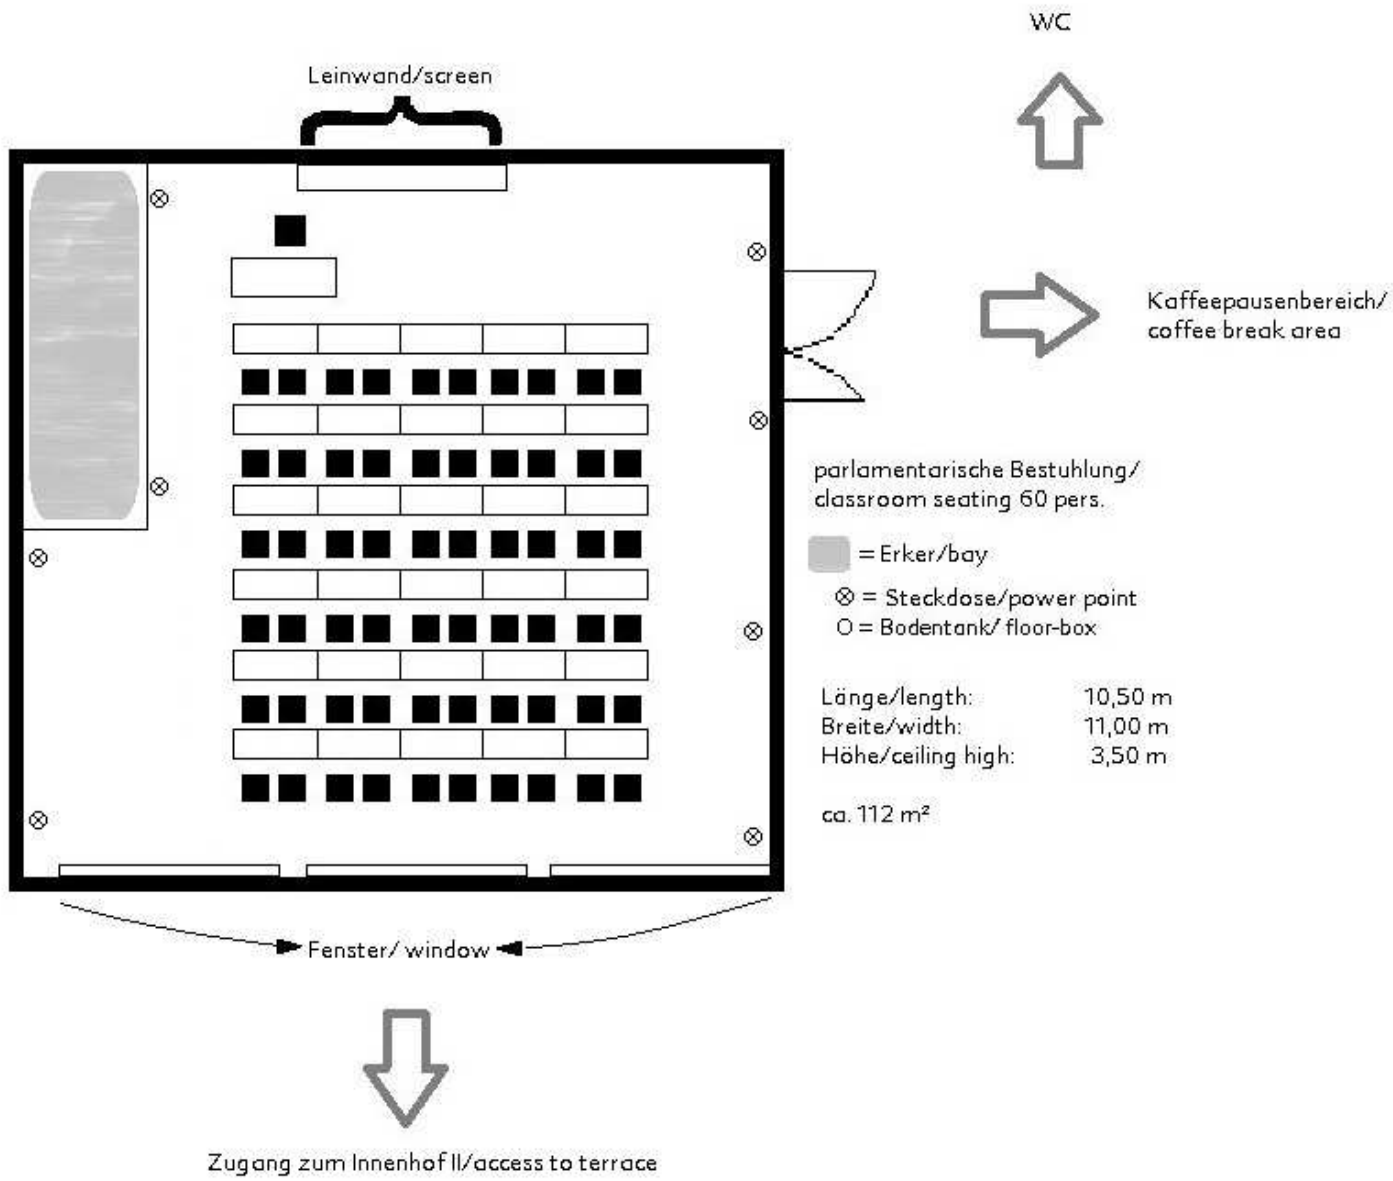 WC
Leinwand/screen
Kaffeepausenbereich/
coffee break area
parlamentarische Bestuhlung/
classroom seating 60 pers.
= Erker/bay
⊗ = Steckdose/power point
O = Bodentank/ floor-box
Länge/length: 10,50 m
Breite/width: 11,00 m
Höhe/ceiling high: 3,50 m
ca. 112 m²
Fenster/ window
Zugang zum Innenhof II/access to terrace